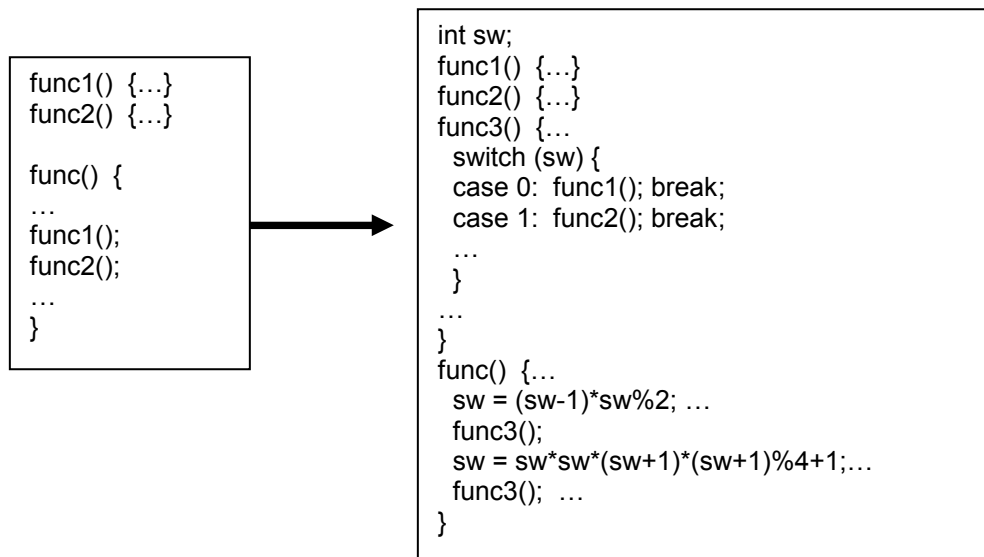 func1()  {…}
func2()  {…}
func()  {
…
func1();
func2();
…
}
int sw;
func1()  {…}
func2()  {…}
func3()  {…
switch (sw) {
case 0:  func1(); break;
case 1:  func2(); break;
…
}
…
}
func()  {…
sw = (sw-1)*sw%2; …
func3();
sw = sw*sw*(sw+1)*(sw+1)%4+1;…
func3();  …
}